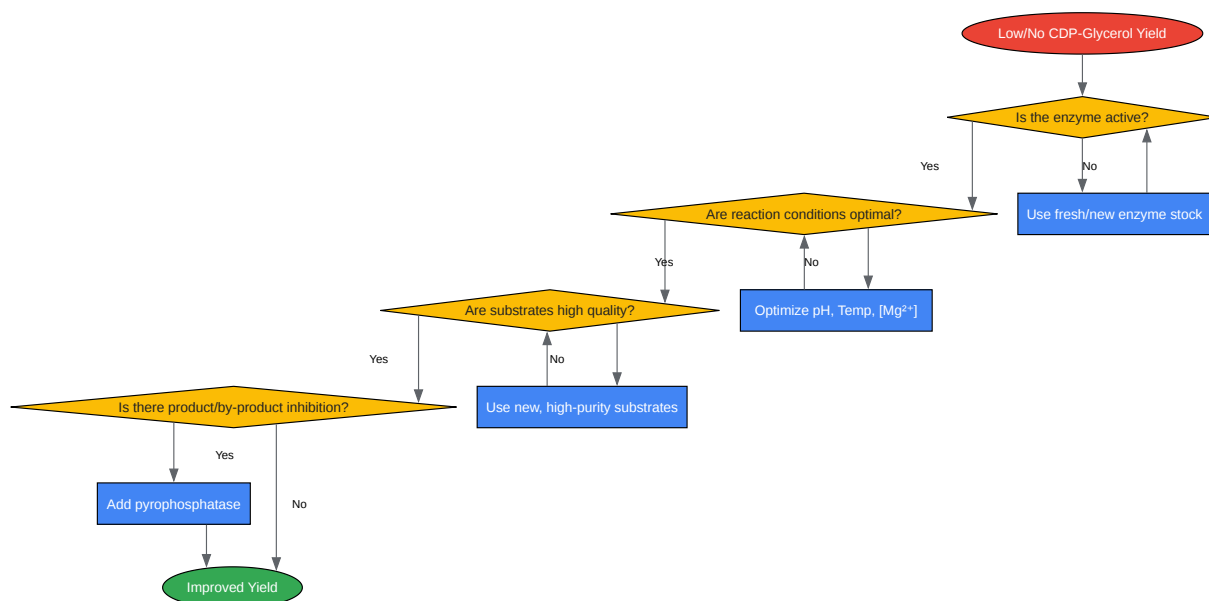 Low/No CDP-Glycerol Yield
Is the enzyme active?
Yes
No
Are reaction conditions optimal?
Use fresh/new enzyme stock
Yes
No
Are substrates high quality?
Optimize pH, Temp, [Mg²⁺]
Yes
No
Is there product/by-product inhibition?
Use new, high-purity substrates
Yes
Add pyrophosphatase
No
Improved Yield